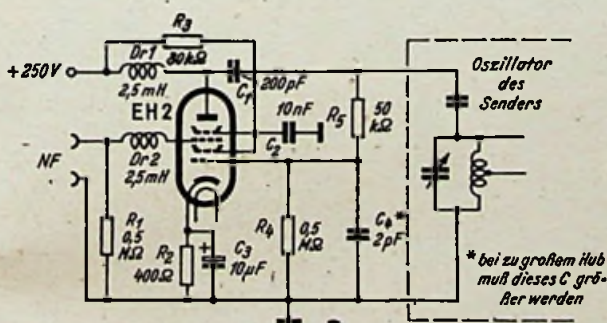 R3
80kΩ
Dr1
+250V
2,5mH
C1
200pF
EH2
10nF
C2
R5
50
kΩ
Oszillator
des
Senders
NF
Dr2
2,5mH
R1
0,5
MΩ
R2
400Ω
+
C3
10µF
R4
0,5
MΩ
C4*
2pF
* bei zu großem Hub
muß dieses C grö-
ßer werden